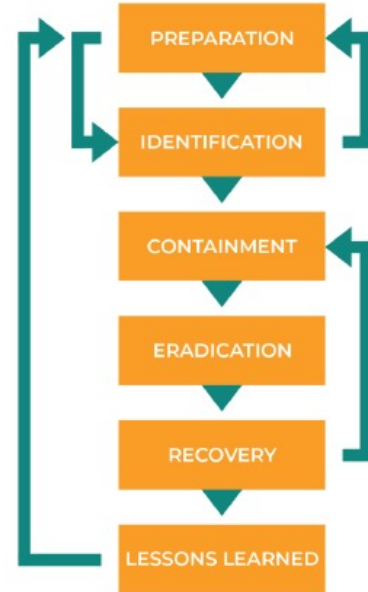 PREPARATION
IDENTIFICATION
CONTAINMENT
ERADICATION
RECOVERY
LESSONS LEARNED